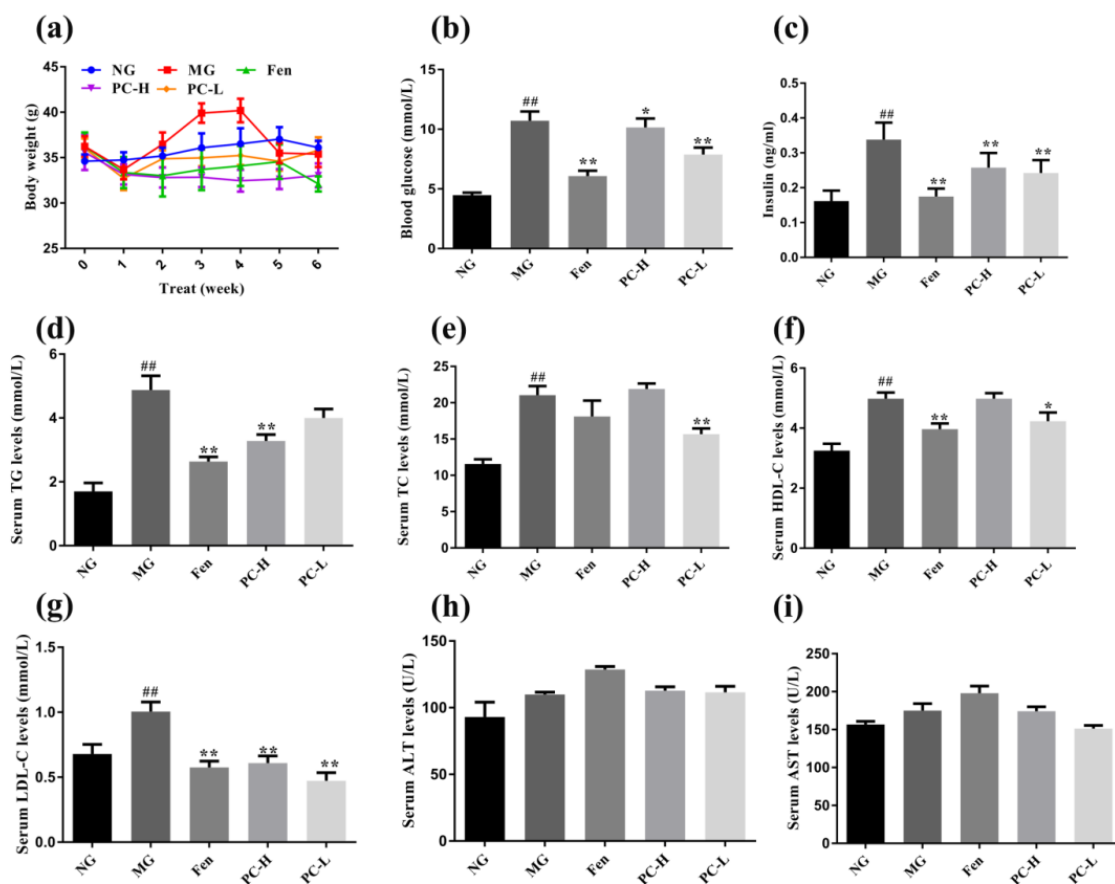 (a)
NG MG Fen
PC-H PC-L
Body weight (g)
40
35
30
25
0 1 2 3 4 5 6
Treat (week)
(b)
Blood glucose (mmol/L)
15
10
5
0
##
**
*
**
NG MG Fen PC-H PC-L
(c)
Insulin (ng/ml)
0.5
0.4
0.3
0.2
0.1
0.0
##
**
**
**
NG MG Fen PC-H PC-L
(d)
Serum TG levels (mmol/L)
6
4
2
0
##
**
**
NG MG Fen PC-H PC-L
(e)
Serum TC levels (mmol/L)
25
20
15
10
5
0
##
**
NG MG Fen PC-H PC-L
(f)
Serum HDL-C levels (mmol/L)
6
4
2
0
##
**
*
NG MG Fen PC-H PC-L
(g)
Serum LDL-C levels (mmol/L)
1.5
1.0
0.5
0.0
##
**
**
**
NG MG Fen PC-H PC-L
(h)
Serum ALT levels (U/L)
150
100
50
0
NG MG Fen PC-H PC-L
(i)
Serum AST levels (U/L)
250
200
150
100
50
0
NG MG Fen PC-H PC-L